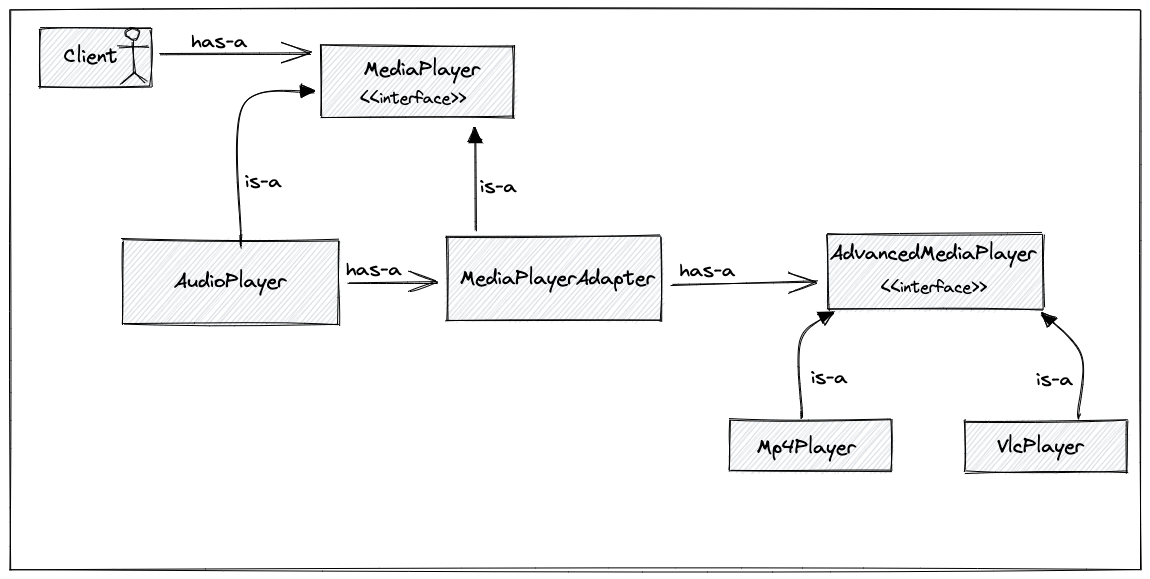 Client
has-a
MediaPlayer
<<interface>>
is-a
is-a
AudioPlayer
has-a
MediaPlayerAdapter
has-a
AdvancedMediaPlayer
<<interface>>
is-a
is-a
Mp4Player
VlcPlayer